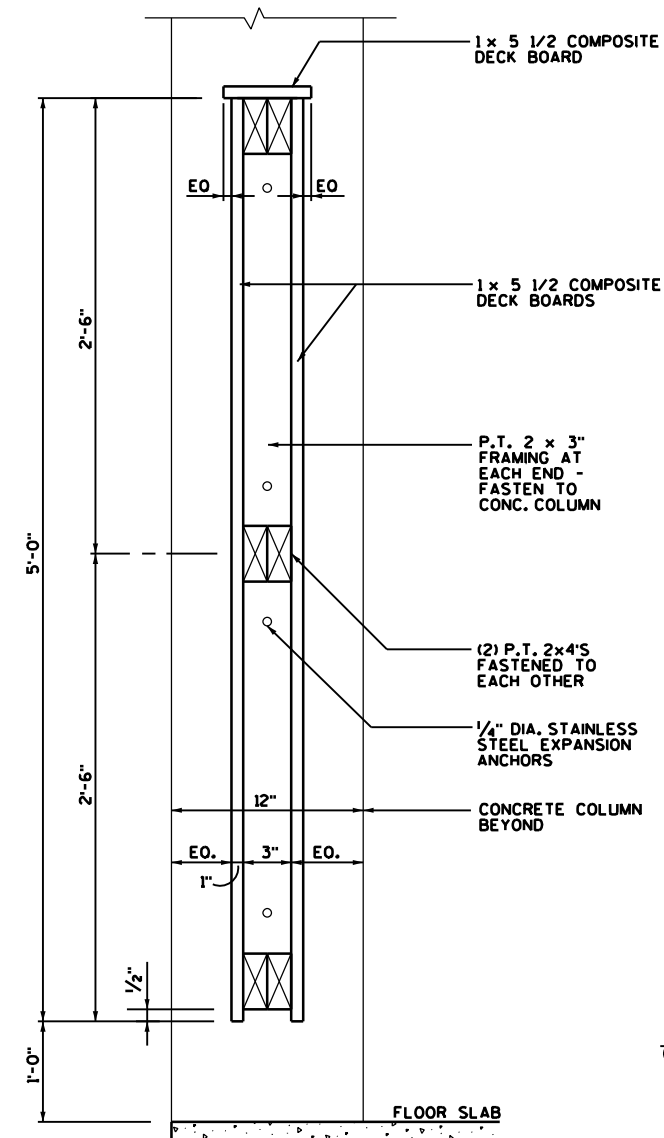 1 x 5 1/2 COMPOSITE
DECK BOARD
EQ
EQ
1 x 5 1/2 COMPOSITE
DECK BOARDS
2'-6"
P.T. 2 x 3"
FRAMING AT
EACH END -
FASTEN TO
CONC. COLUMN
5'-0"
(2) P.T. 2x4'S
FASTENED TO
EACH OTHER
1/4" DIA. STAINLESS
STEEL EXPANSION
ANCHORS
2'-6"
12"
CONCRETE COLUMN
BEYOND
EQ.
3"
EQ.
1"
1/2"
1'-0"
FLOOR SLAB